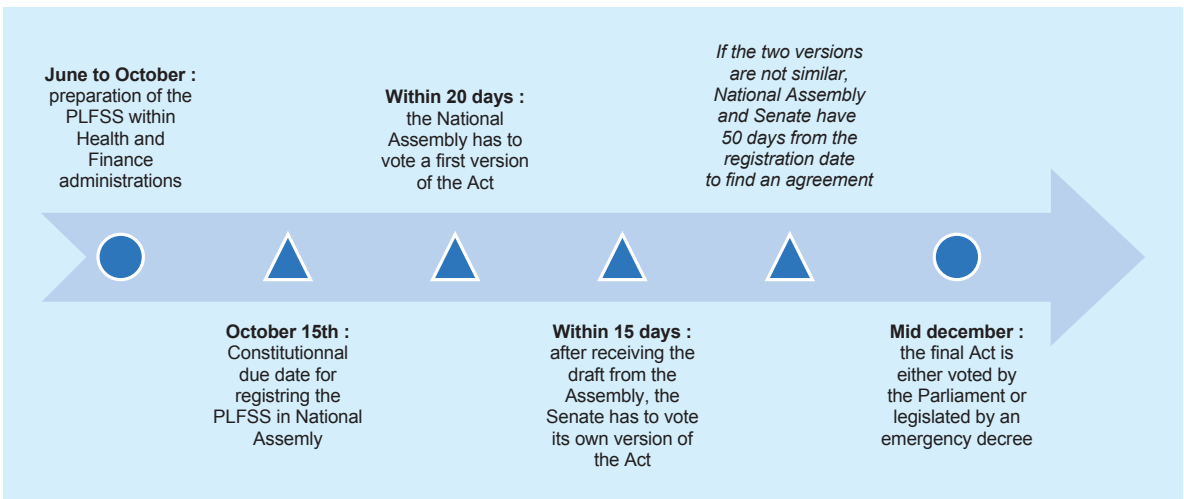 June to October :
preparation of the
PLFSS within
Health and
Finance
administrations
October 15th :
Constitutionnal
due date for
registring the
PLFSS in National
Assemly
Within 20 days :
the National
Assembly has to
vote a first version
of the Act
Within 15 days :
after receiving the
draft from the
Assembly, the
Senate has to vote
its own version of
the Act
If the two versions
are not similar,
National Assembly
and Senate have
50 days from the
registration date
to find an agreement
Mid december :
the final Act is
either voted by
the Parliament or
legislated by an
emergency decree